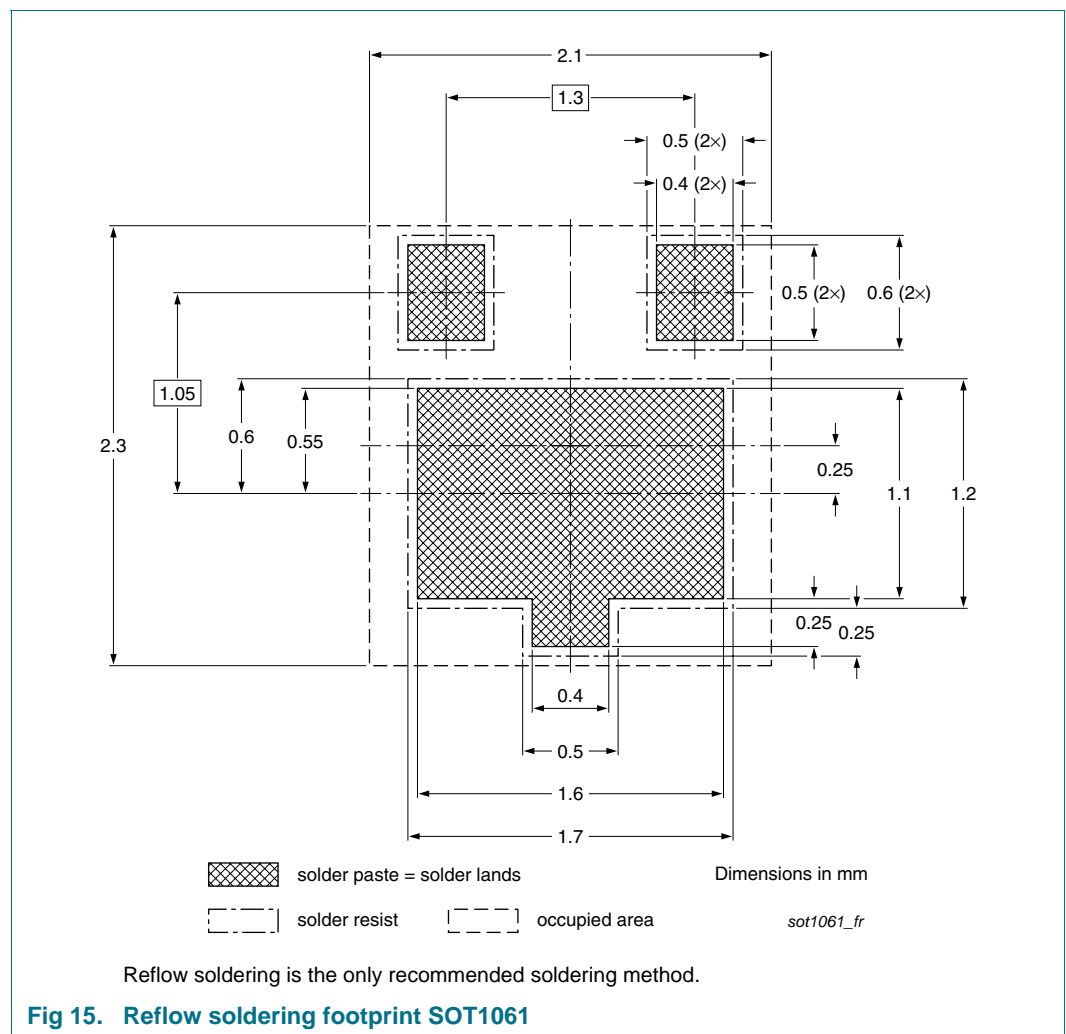 2.1
1.3
0.5 (2×)
0.4 (2×)
0.5 (2×)
0.6 (2×)
1.05
0.6
0.55
2.3
0.25
1.1
1.2
0.25
0.25
0.4
0.5
1.6
1.7
solder paste = solder lands
Dimensions in mm
solder resist
occupied area
sot1061_fr
Reflow soldering is the only recommended soldering method.
Fig 15. Reflow soldering footprint SOT1061